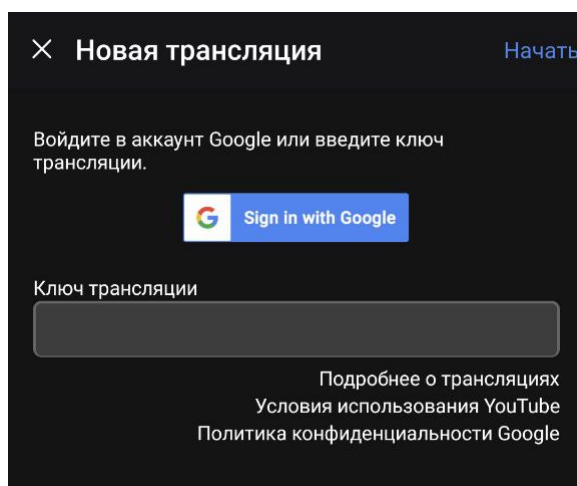 Новая трансляция
Начать
Войдите в аккаунт Google или введите ключ
трансляции.
Sign in with Google
Ключ трансляции
Подробнее о трансляциях
Условия использования YouTube
Политика конфиденциальности Google